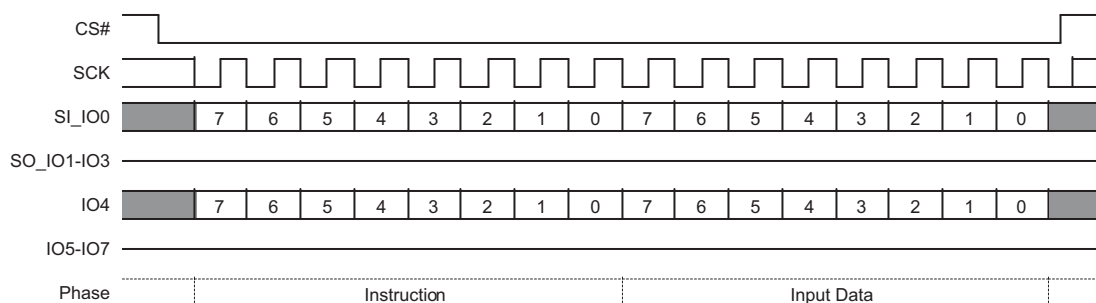 CS#
SCK
SI_IO0 7 6 5 4 3 2 1 0 7 6 5 4 3 2 1 0
SO_IO1-IO3
IO4 7 6 5 4 3 2 1 0 7 6 5 4 3 2 1 0
IO5-IO7
Phase Instruction Input Data